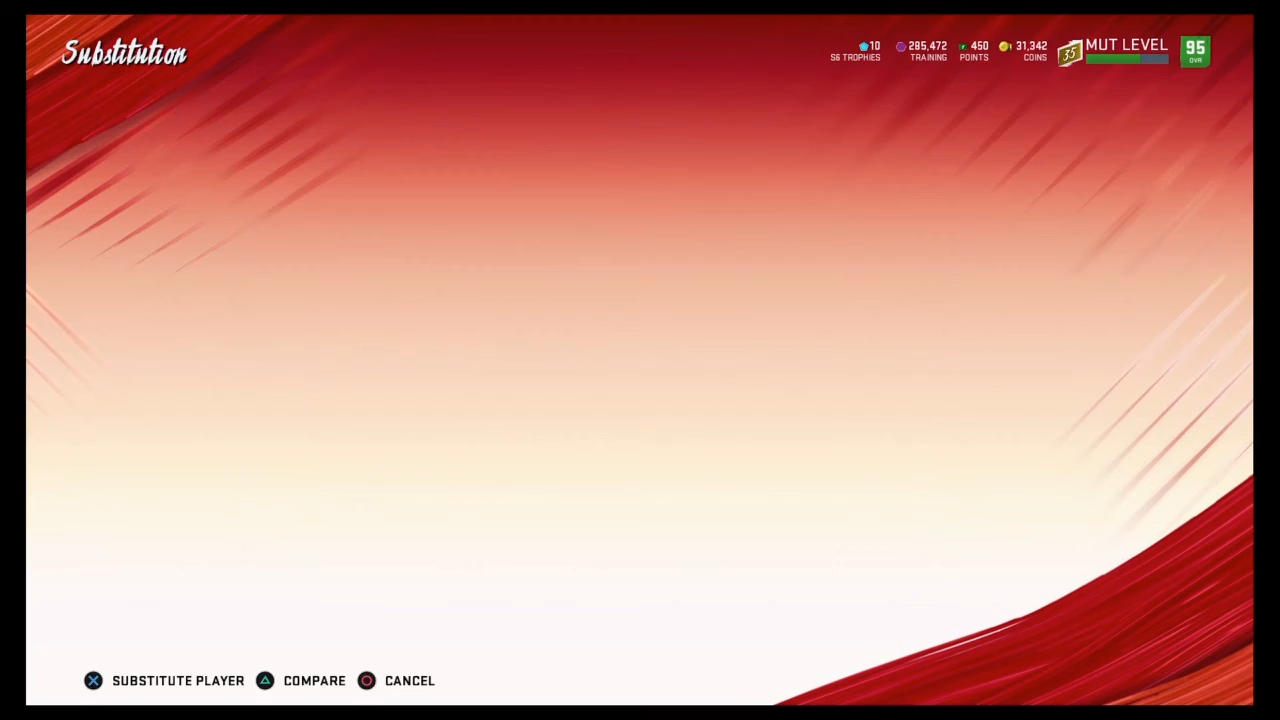 Substitution
10 285,472 450 31,342 35 MUT LEVEL 95
S6 TROPHIES TRAINING POINTS COINS OVR
SUBSTITUTE PLAYER COMPARE CANCEL